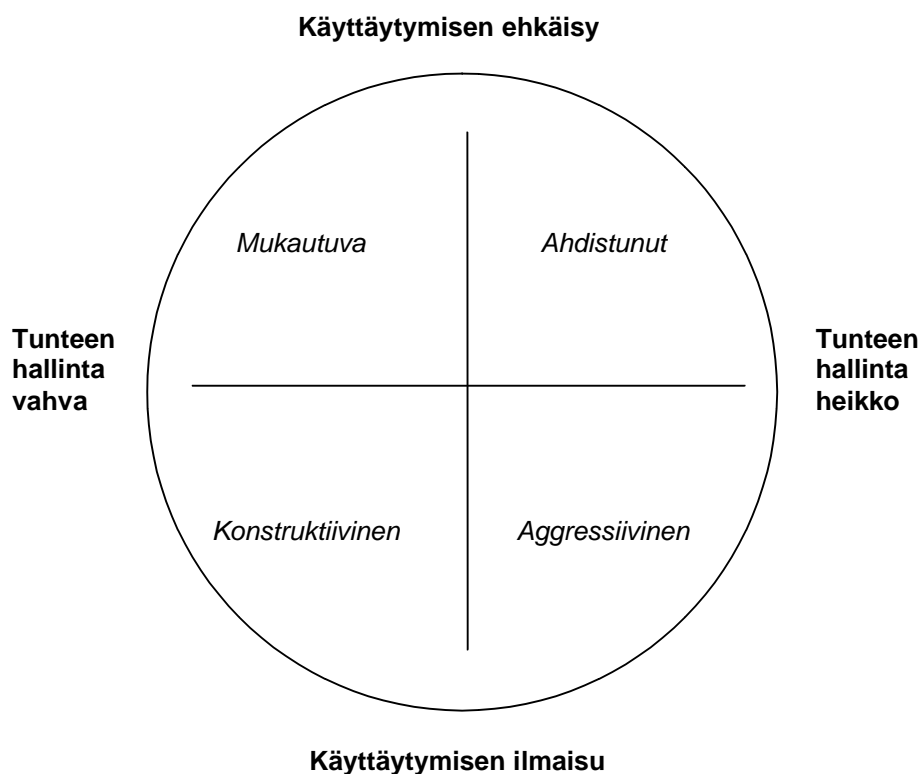 Käyttäytymisen ehkäisy
Mukautuva
Ahdistunut
Tunteen
hallinta
vahva
Tunteen
hallinta
heikko
Konstruktiivinen
Aggressiivinen
Käyttäytymisen ilmaisu